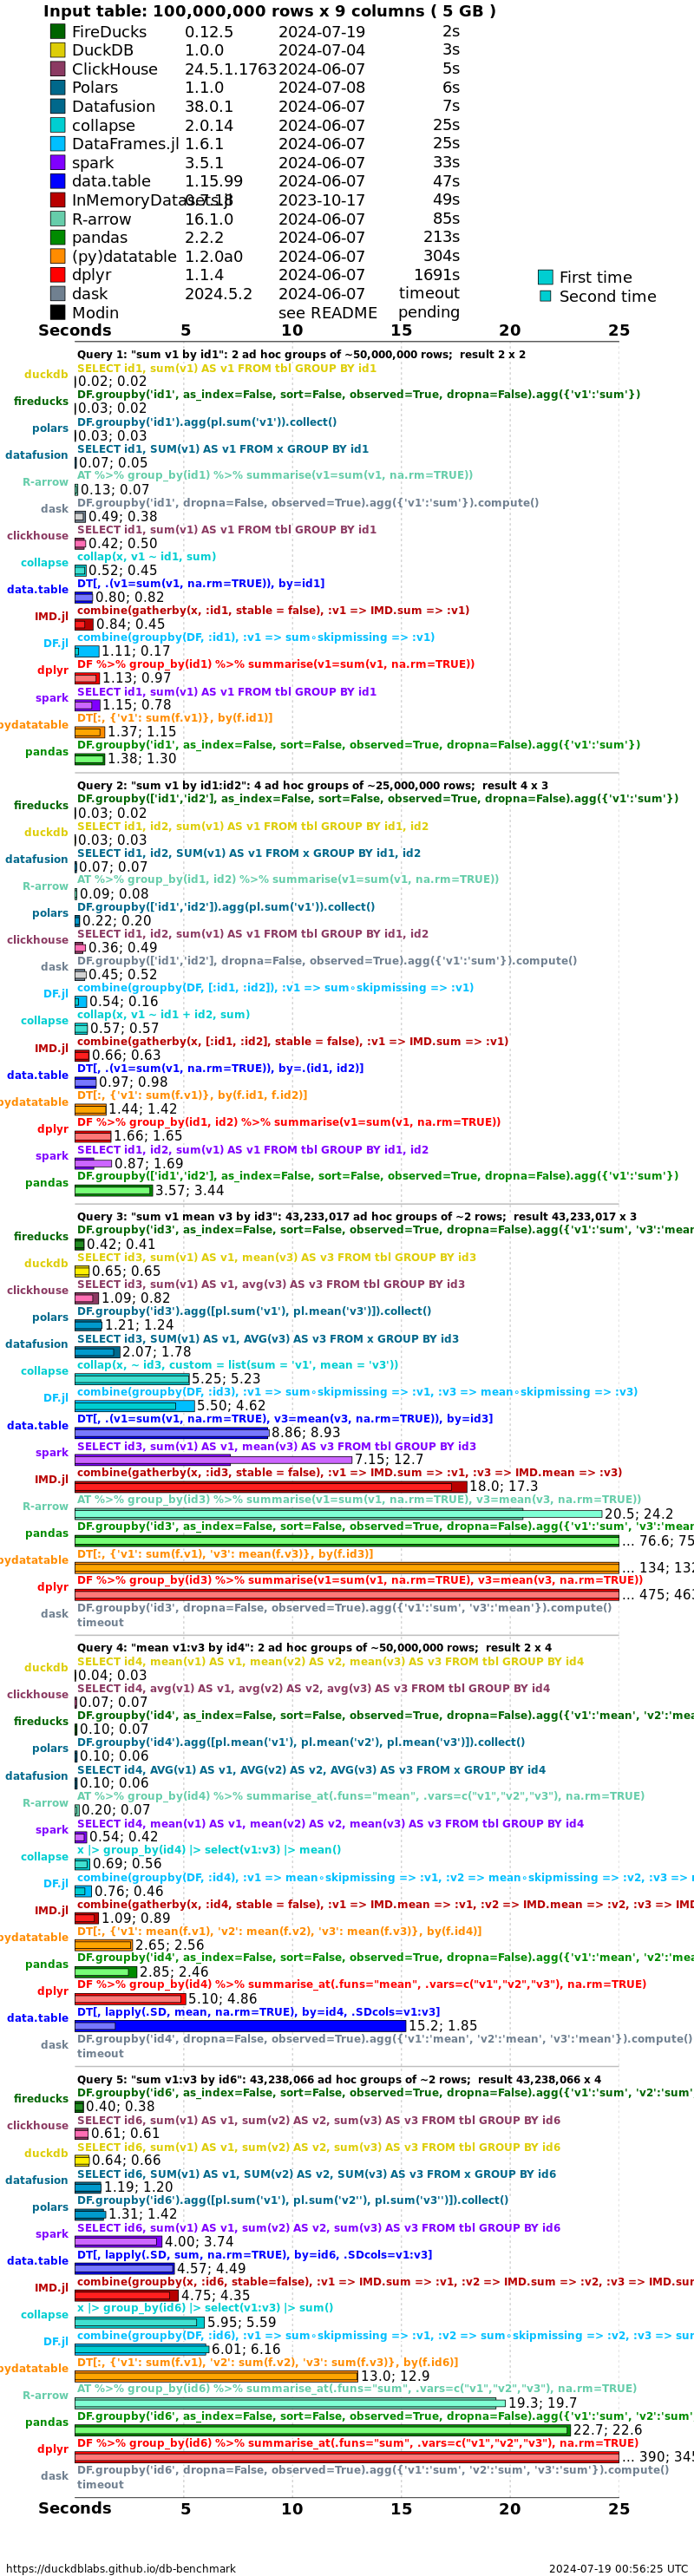 Input table: 100,000,000 rows x 9 columns ( 5 GB )
FireDucks 0.12.5 2024-07-19 2s
DuckDB 1.0.0 2024-07-04 3s
ClickHouse 24.5.1.1763 2024-06-07 5s
Polars 1.1.0 2024-07-08 6s
Datafusion 38.0.1 2024-06-07 7s
collapse 2.0.14 2024-06-07 25s
DataFrames.jl 1.6.1 2024-06-07 25s
spark 3.5.1 2024-06-07 33s
data.table 1.15.99 2024-06-07 47s
InMemoryDatasets.jl 0.7.18 2023-10-17 49s
R-arrow 16.1.0 2024-06-07 85s
pandas 2.2.2 2024-06-07 213s
(py)datatable 1.2.0a0 2024-06-07 304s
dplyr 1.1.4 2024-06-07 1691s
dask 2024.5.2 2024-06-07 timeout
Modin see README pending
First time
Second time
Seconds 5 10 15 20 25
Query 1: "sum v1 by id1": 2 ad hoc groups of ~50,000,000 rows;  result 2 x 2
SELECT id1, sum(v1) AS v1 FROM tbl GROUP BY id1
duckdb 0.02; 0.02
DF.groupby('id1', as_index=False, sort=False, observed=True, dropna=False).agg({'v1':'sum'})
fireducks 0.03; 0.02
DF.groupby('id1').agg(pl.sum('v1')).collect()
polars 0.03; 0.03
SELECT id1, SUM(v1) AS v1 FROM x GROUP BY id1
datafusion 0.07; 0.05
AT %>% group_by(id1) %>% summarise(v1=sum(v1, na.rm=TRUE))
R-arrow 0.13; 0.07
DF.groupby('id1', dropna=False, observed=True).agg({'v1':'sum'}).compute()
dask 0.49; 0.38
SELECT id1, sum(v1) AS v1 FROM tbl GROUP BY id1
clickhouse 0.42; 0.50
collap(x, v1 ~ id1, sum)
collapse 0.52; 0.45
DT[, .(v1=sum(v1, na.rm=TRUE)), by=id1]
data.table 0.80; 0.82
combine(gatherby(x, :id1, stable = false), :v1 => IMD.sum => :v1)
IMD.jl 0.84; 0.45
combine(groupby(DF, :id1), :v1 => sum∘skipmissing => :v1)
DF.jl 1.11; 0.17
DF %>% group_by(id1) %>% summarise(v1=sum(v1, na.rm=TRUE))
dplyr 1.13; 0.97
SELECT id1, sum(v1) AS v1 FROM tbl GROUP BY id1
spark 1.15; 0.78
DT[:, {'v1': sum(f.v1)}, by(f.id1)]
pydatatable 1.37; 1.15
DF.groupby('id1', as_index=False, sort=False, observed=True, dropna=False).agg({'v1':'sum'})
pandas 1.38; 1.30
Query 2: "sum v1 by id1:id2": 4 ad hoc groups of ~25,000,000 rows;  result 4 x 3
DF.groupby(['id1','id2'], as_index=False, sort=False, observed=True, dropna=False).agg({'v1':'sum'})
fireducks 0.03; 0.02
SELECT id1, id2, sum(v1) AS v1 FROM tbl GROUP BY id1, id2
duckdb 0.03; 0.03
SELECT id1, id2, SUM(v1) AS v1 FROM x GROUP BY id1, id2
datafusion 0.07; 0.07
AT %>% group_by(id1, id2) %>% summarise(v1=sum(v1, na.rm=TRUE))
R-arrow 0.09; 0.08
DF.groupby(['id1','id2']).agg(pl.sum('v1')).collect()
polars 0.22; 0.20
SELECT id1, id2, sum(v1) AS v1 FROM tbl GROUP BY id1, id2
clickhouse 0.36; 0.49
DF.groupby(['id1','id2'], dropna=False, observed=True).agg({'v1':'sum'}).compute()
dask 0.45; 0.52
combine(groupby(DF, [:id1, :id2]), :v1 => sum∘skipmissing => :v1)
DF.jl 0.54; 0.16
collap(x, v1 ~ id1 + id2, sum)
collapse 0.57; 0.57
combine(gatherby(x, [:id1, :id2], stable = false), :v1 => IMD.sum => :v1)
IMD.jl 0.66; 0.63
DT[, .(v1=sum(v1, na.rm=TRUE)), by=.(id1, id2)]
data.table 0.97; 0.98
DT[:, {'v1': sum(f.v1)}, by(f.id1, f.id2)]
pydatatable 1.44; 1.42
DF %>% group_by(id1, id2) %>% summarise(v1=sum(v1, na.rm=TRUE))
dplyr 1.66; 1.65
SELECT id1, id2, sum(v1) AS v1 FROM tbl GROUP BY id1, id2
spark 0.87; 1.69
DF.groupby(['id1','id2'], as_index=False, sort=False, observed=True, dropna=False).agg({'v1':'sum'})
pandas 3.57; 3.44
Query 3: "sum v1 mean v3 by id3": 43,233,017 ad hoc groups of ~2 rows;  result 43,233,017 x 3
DF.groupby('id3', as_index=False, sort=False, observed=True, dropna=False).agg({'v1':'sum', 'v3':'mean
fireducks 0.42; 0.41
SELECT id3, sum(v1) AS v1, mean(v3) AS v3 FROM tbl GROUP BY id3
duckdb 0.65; 0.65
SELECT id3, sum(v1) AS v1, avg(v3) AS v3 FROM tbl GROUP BY id3
clickhouse 1.09; 0.82
DF.groupby('id3').agg([pl.sum('v1'), pl.mean('v3')]).collect()
polars 1.21; 1.24
SELECT id3, SUM(v1) AS v1, AVG(v3) AS v3 FROM x GROUP BY id3
datafusion 2.07; 1.78
collap(x, ~ id3, custom = list(sum = 'v1', mean = 'v3'))
collapse 5.25; 5.23
combine(groupby(DF, :id3), :v1 => sum∘skipmissing => :v1, :v3 => mean∘skipmissing => :v3)
DF.jl 5.50; 4.62
DT[, .(v1=sum(v1, na.rm=TRUE), v3=mean(v3, na.rm=TRUE)), by=id3]
data.table 8.86; 8.93
SELECT id3, sum(v1) AS v1, mean(v3) AS v3 FROM tbl GROUP BY id3
spark 7.15; 12.7
combine(gatherby(x, :id3, stable = false), :v1 => IMD.sum => :v1, :v3 => IMD.mean => :v3)
IMD.jl 18.0; 17.3
AT %>% group_by(id3) %>% summarise(v1=sum(v1, na.rm=TRUE), v3=mean(v3, na.rm=TRUE))
R-arrow 20.5; 24.2
DF.groupby('id3', as_index=False, sort=False, observed=True, dropna=False).agg({'v1':'sum', 'v3':'mean
pandas ... 76.6; 75
DT[:, {'v1': sum(f.v1), 'v3': mean(f.v3)}, by(f.id3)]
pydatatable ... 134; 132
DF %>% group_by(id3) %>% summarise(v1=sum(v1, na.rm=TRUE), v3=mean(v3, na.rm=TRUE))
dplyr ... 475; 463
DF.groupby('id3', dropna=False, observed=True).agg({'v1':'sum', 'v3':'mean'}).compute()
dask timeout
Query 4: "mean v1:v3 by id4": 2 ad hoc groups of ~50,000,000 rows;  result 2 x 4
SELECT id4, mean(v1) AS v1, mean(v2) AS v2, mean(v3) AS v3 FROM tbl GROUP BY id4
duckdb 0.04; 0.03
SELECT id4, avg(v1) AS v1, avg(v2) AS v2, avg(v3) AS v3 FROM tbl GROUP BY id4
clickhouse 0.07; 0.07
DF.groupby('id4', as_index=False, sort=False, observed=True, dropna=False).agg({'v1':'mean', 'v2':'mea
fireducks 0.10; 0.07
DF.groupby('id4').agg([pl.mean('v1'), pl.mean('v2'), pl.mean('v3')]).collect()
polars 0.10; 0.06
SELECT id4, AVG(v1) AS v1, AVG(v2) AS v2, AVG(v3) AS v3 FROM x GROUP BY id4
datafusion 0.10; 0.06
AT %>% group_by(id4) %>% summarise_at(.funs="mean", .vars=c("v1","v2","v3"), na.rm=TRUE)
R-arrow 0.20; 0.07
SELECT id4, mean(v1) AS v1, mean(v2) AS v2, mean(v3) AS v3 FROM tbl GROUP BY id4
spark 0.54; 0.42
x |> group_by(id4) |> select(v1:v3) |> mean()
collapse 0.69; 0.56
combine(groupby(DF, :id4), :v1 => mean∘skipmissing => :v1, :v2 => mean∘skipmissing => :v2, :v3 => m
DF.jl 0.76; 0.46
combine(gatherby(x, :id4, stable = false), :v1 => IMD.mean => :v1, :v2 => IMD.mean => :v2, :v3 => IMD
IMD.jl 1.09; 0.89
DT[:, {'v1': mean(f.v1), 'v2': mean(f.v2), 'v3': mean(f.v3)}, by(f.id4)]
pydatatable 2.65; 2.56
DF.groupby('id4', as_index=False, sort=False, observed=True, dropna=False).agg({'v1':'mean', 'v2':'mea
pandas 2.85; 2.46
DF %>% group_by(id4) %>% summarise_at(.funs="mean", .vars=c("v1","v2","v3"), na.rm=TRUE)
dplyr 5.10; 4.86
DT[, lapply(.SD, mean, na.rm=TRUE), by=id4, .SDcols=v1:v3]
data.table 15.2; 1.85
DF.groupby('id4', dropna=False, observed=True).agg({'v1':'mean', 'v2':'mean', 'v3':'mean'}).compute()
dask timeout
Query 5: "sum v1:v3 by id6": 43,238,066 ad hoc groups of ~2 rows;  result 43,238,066 x 4
DF.groupby('id6', as_index=False, sort=False, observed=True, dropna=False).agg({'v1':'sum', 'v2':'sum'
fireducks 0.40; 0.38
SELECT id6, sum(v1) AS v1, sum(v2) AS v2, sum(v3) AS v3 FROM tbl GROUP BY id6
clickhouse 0.61; 0.61
SELECT id6, sum(v1) AS v1, sum(v2) AS v2, sum(v3) AS v3 FROM tbl GROUP BY id6
duckdb 0.64; 0.66
SELECT id6, SUM(v1) AS v1, SUM(v2) AS v2, SUM(v3) AS v3 FROM x GROUP BY id6
datafusion 1.19; 1.20
DF.groupby('id6').agg([pl.sum('v1'), pl.sum('v2''), pl.sum('v3'')]).collect()
polars 1.31; 1.42
SELECT id6, sum(v1) AS v1, sum(v2) AS v2, sum(v3) AS v3 FROM tbl GROUP BY id6
spark 4.00; 3.74
DT[, lapply(.SD, sum, na.rm=TRUE), by=id6, .SDcols=v1:v3]
data.table 4.57; 4.49
combine(groupby(x, :id6, stable=false), :v1 => IMD.sum => :v1, :v2 => IMD.sum => :v2, :v3 => IMD.sum
IMD.jl 4.75; 4.35
x |> group_by(id6) |> select(v1:v3) |> sum()
collapse 5.95; 5.59
combine(groupby(DF, :id6), :v1 => sum∘skipmissing => :v1, :v2 => sum∘skipmissing => :v2, :v3 => sum
DF.jl 6.01; 6.16
DT[:, {'v1': sum(f.v1), 'v2': sum(f.v2), 'v3': sum(f.v3)}, by(f.id6)]
pydatatable 13.0; 12.9
AT %>% group_by(id6) %>% summarise_at(.funs="sum", .vars=c("v1","v2","v3"), na.rm=TRUE)
R-arrow 19.3; 19.7
DF.groupby('id6', as_index=False, sort=False, observed=True, dropna=False).agg({'v1':'sum', 'v2':'sum'
pandas 22.7; 22.6
DF %>% group_by(id6) %>% summarise_at(.funs="sum", .vars=c("v1","v2","v3"), na.rm=TRUE)
dplyr ... 390; 345
DF.groupby('id6', dropna=False, observed=True).agg({'v1':'sum', 'v2':'sum', 'v3':'sum'}).compute()
dask timeout
Seconds 5 10 15 20 25
https://duckdblabs.github.io/db-benchmark 2024-07-19 00:56:25 UTC